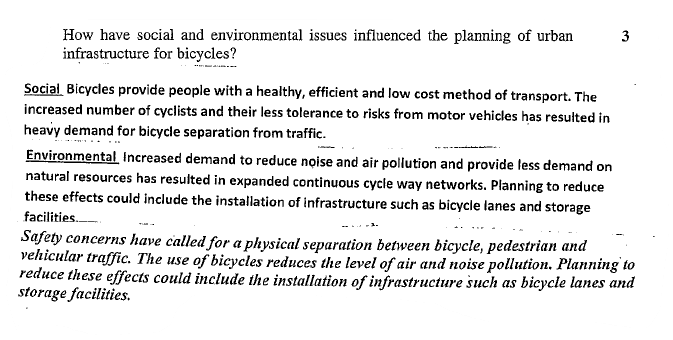 How have social and environmental issues influenced the planning of urban 3
infrastructure for bicycles?
Social Bicycles provide people with a healthy, efficient and low cost method of transport. The
increased number of cyclists and their less tolerance to risks from motor vehicles has resulted in
heavy demand for bicycle separation from traffic.
Environmental Increased demand to reduce noise and air pollution and provide less demand on
natural resources has resulted in expanded continuous cycle way networks. Planning to reduce
these effects could include the installation of infrastructure such as bicycle lanes and storage
facilities.
Safety concerns have called for a physical separation between bicycle, pedestrian and
vehicular traffic. The use of bicycles reduces the level of air and noise pollution. Planning to
reduce these effects could include the installation of infrastructure such as bicycle lanes and
storage facilities.